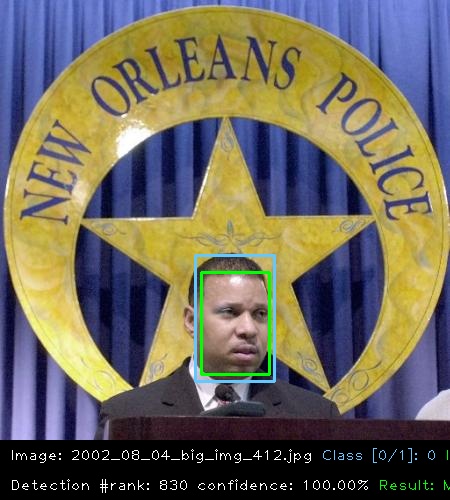 NEW ORLEANS POLICE
Image: 2002_08_04_big_img_412.jpg Class [0/1]: 0 I
Detection #rank: 830 confidence: 100.00% Result: M